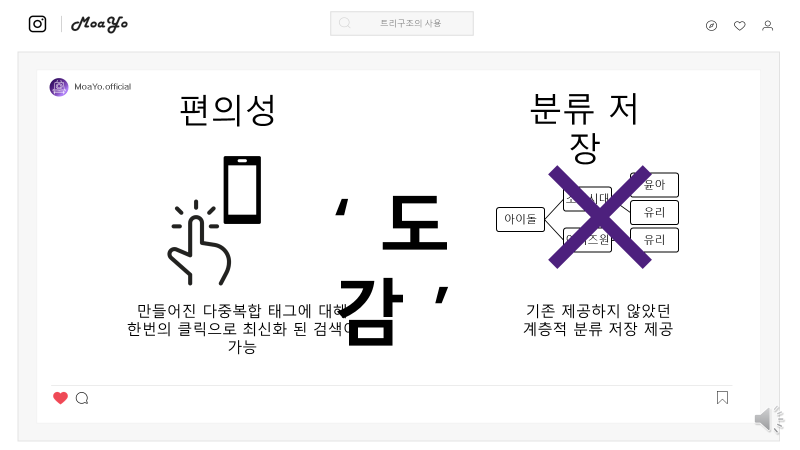 MoaYo
트리구조의 사용
MoaYo.official
편의성
분류 저
장
‘ 도
감 ’
아이돌
윤아
유리
유리
만들어진 다중복합 태그에 대해
한번의 클릭으로 최신화 된
가능
기존 제공하지 않았던
계층적 분류 저장 제공